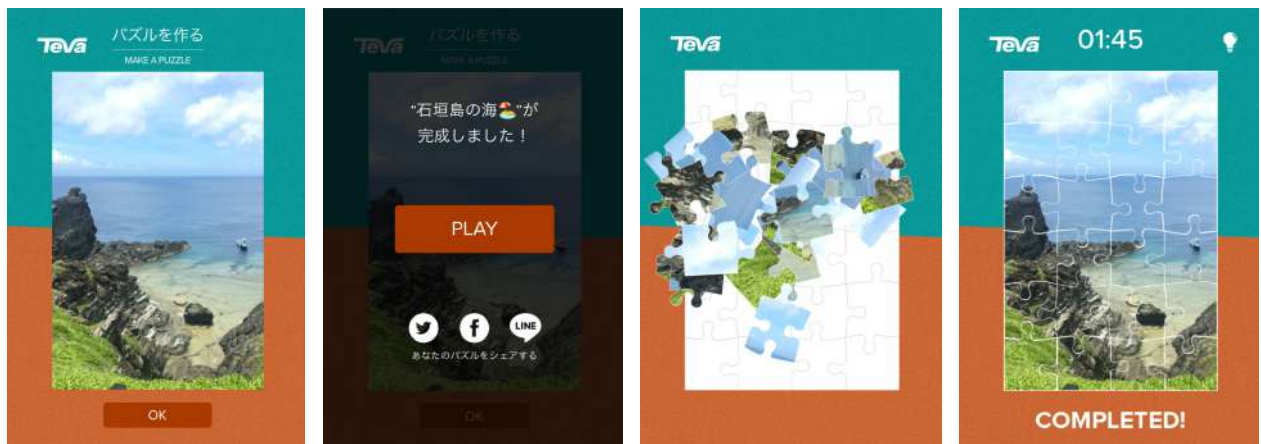 Teva
パズルを作る
MAKE A PUZZLE
OK
Teva
パズルを作る
MAKE A PUZZLE
"石垣島の海🏖️"が
完成しました！
PLAY
LINE
あなたのパズルをシェアする
OK
Teva
Teva
01:45
COMPLETED!